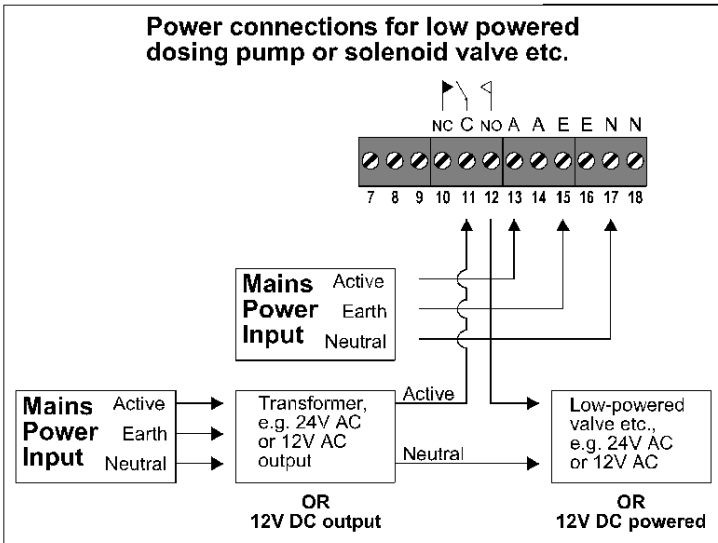 Power connections for low powered
dosing pump or solenoid valve etc.
NC C NO A A E E N N
7 8 9 10 11 12 13 14 15 16 17 18
Mains
Power
Input
Active
Earth
Neutral
Mains
Power
Input
Active
Earth
Neutral
Transformer,
e.g. 24V AC
or 12V AC
output
Active
Neutral
Low-powered
valve etc.,
e.g. 24V AC
or 12V AC
OR
12V DC output
OR
12V DC powered